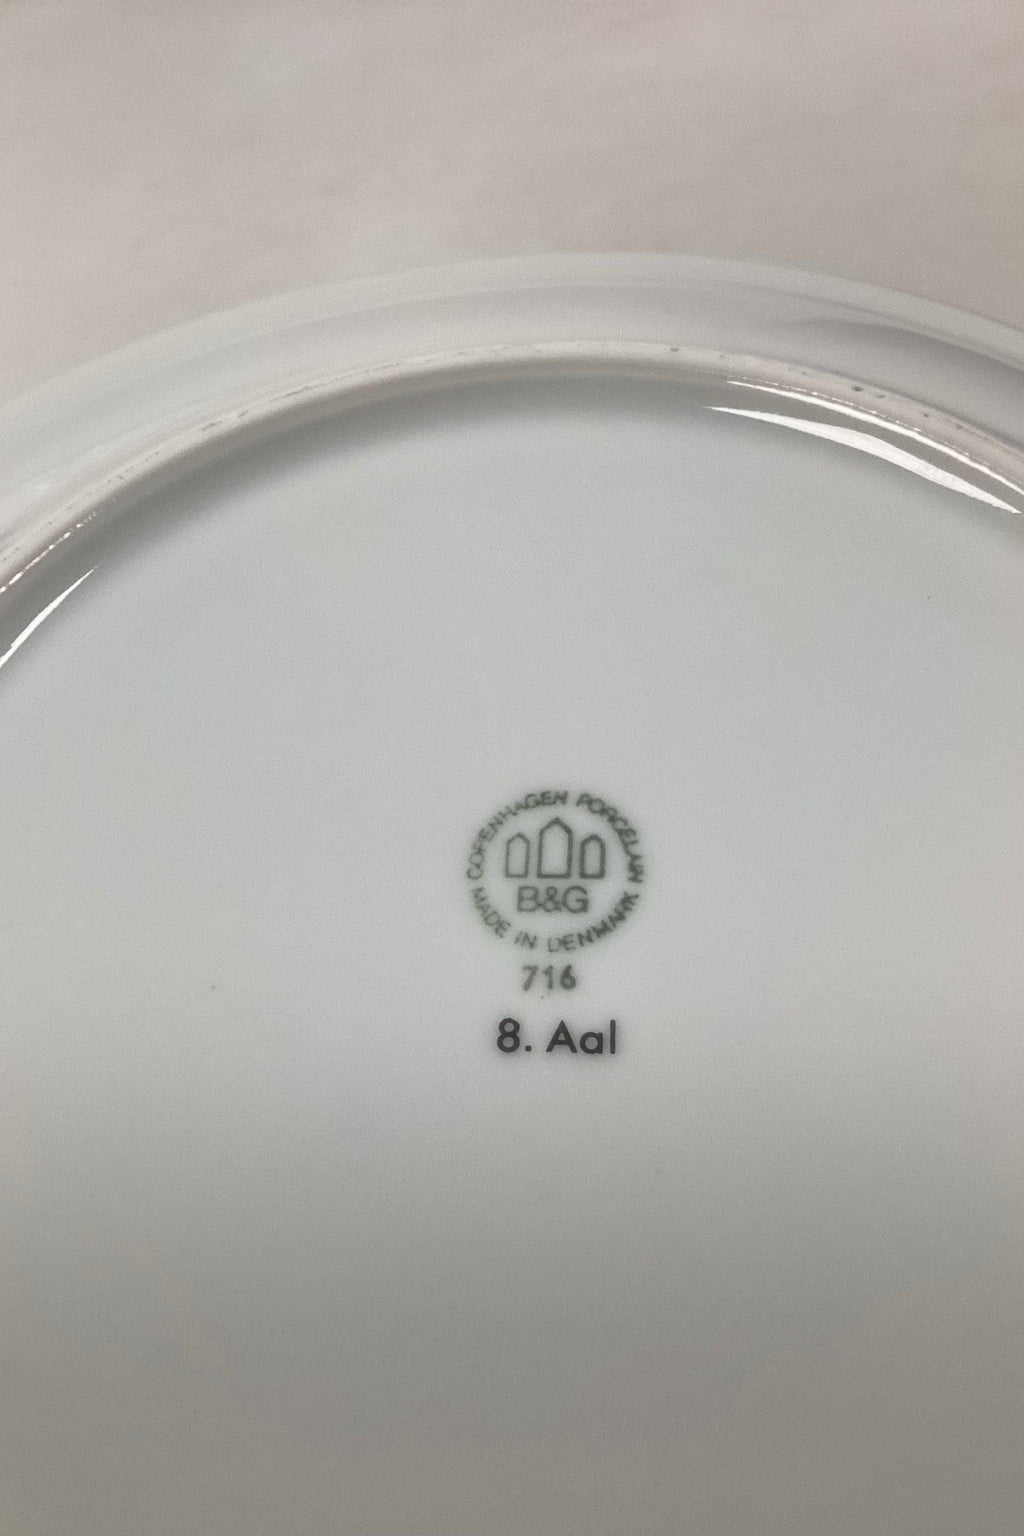 COPENHAGEN PORCELAIN
B&G
MADE IN DENMARK
716
8. Aal